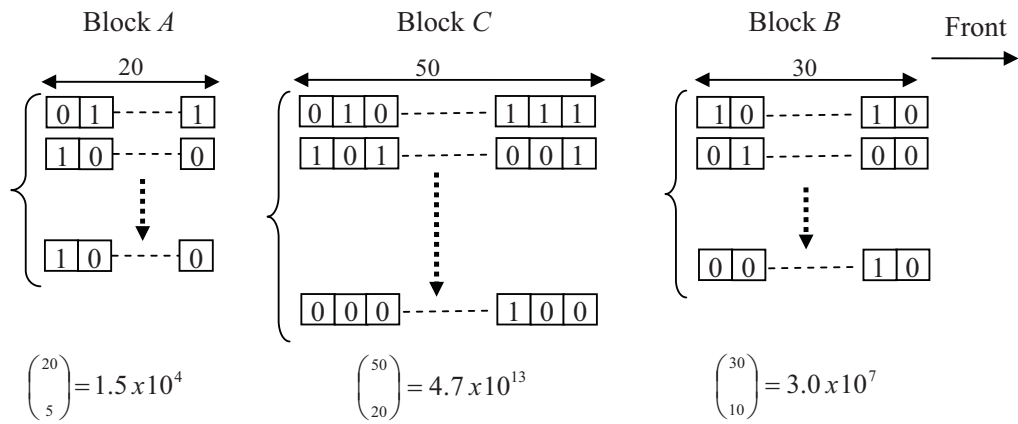 Block A Block C Block B Front
20 50 30
0 1 1 0 1 0 1 1 1 1 0 1 0
1 0 0 1 0 1 0 0 1 0 1 0 0
1 0 0 0 0 1 0
0 0 0 1 0 0
(20 5) = 1.5 x10^4 (50 20) = 4.7 x10^13 (30 10) = 3.0 x10^7